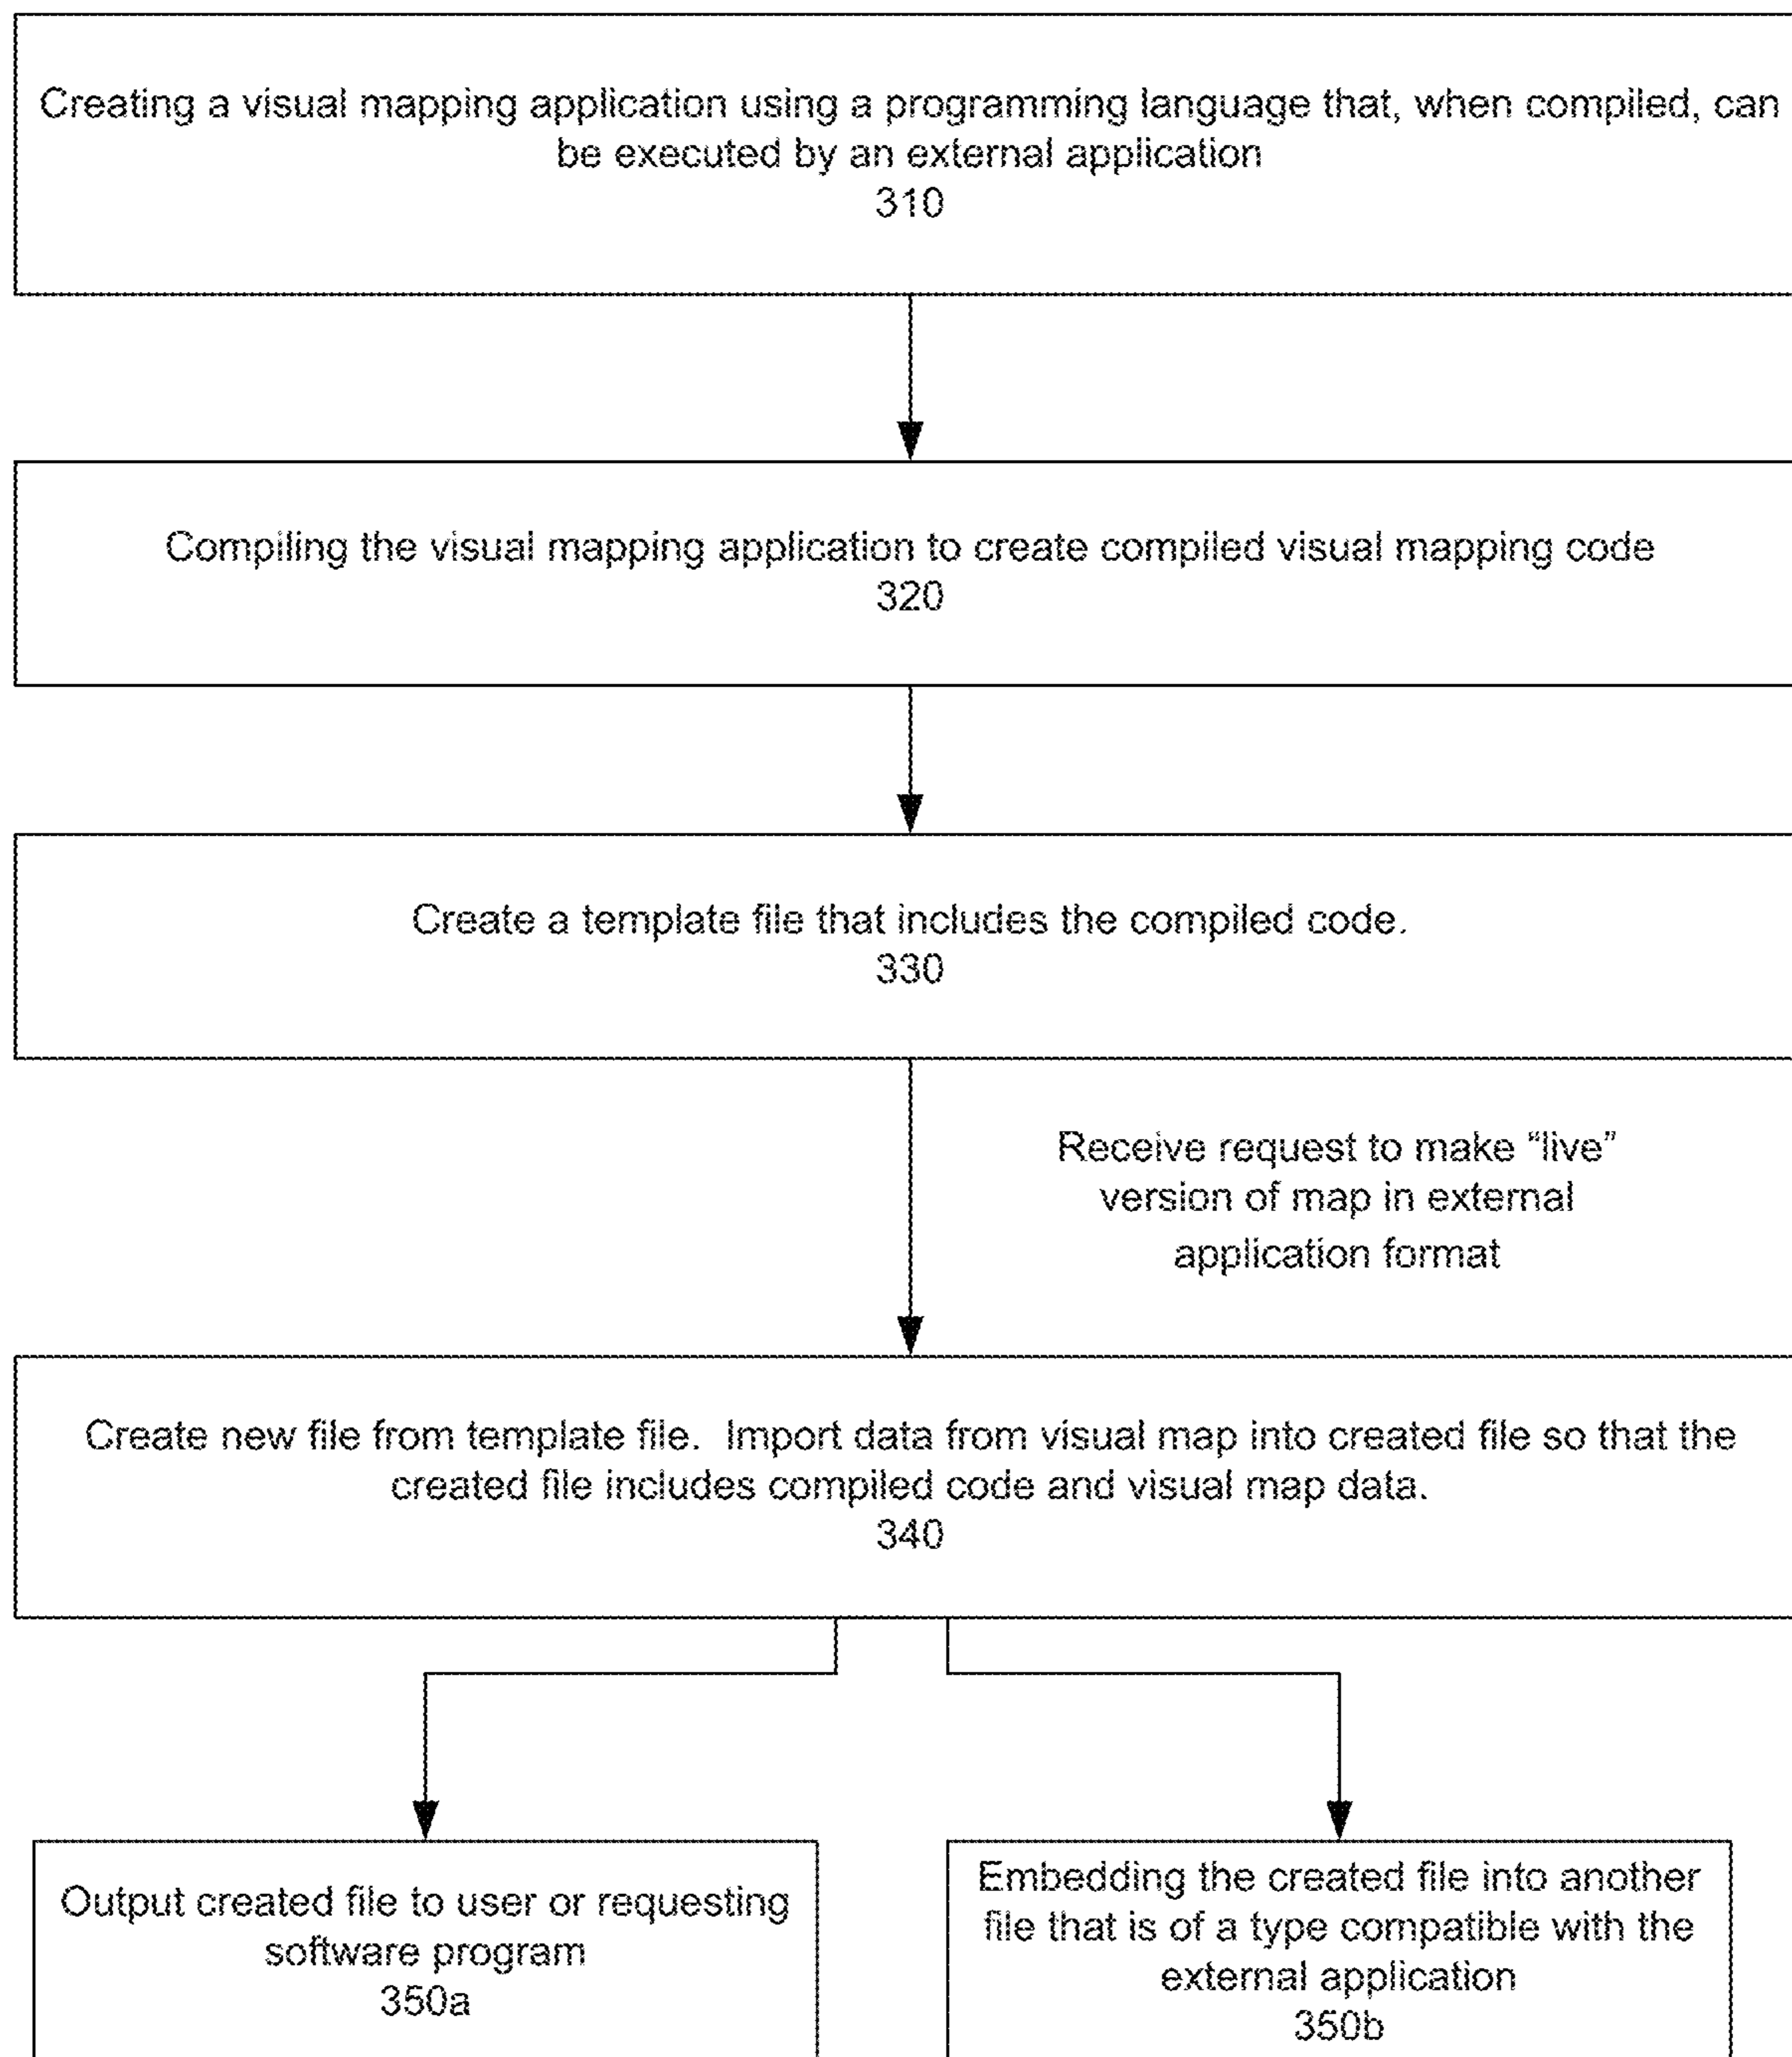 Creating a visual mapping application using a programming language that, when compiled, can
be executed by an external application
310
Compiling the visual mapping application to create compiled visual mapping code
320
Create a template file that includes the compiled code.
330
Receive request to make “live”
version of map in external
application format
Create new file from template file.  Import data from visual map into created file so that the
created file includes compiled code and visual map data.
340
Output created file to user or requesting
software program
350a
Embedding the created file into another
file that is of a type compatible with the
external application
350b